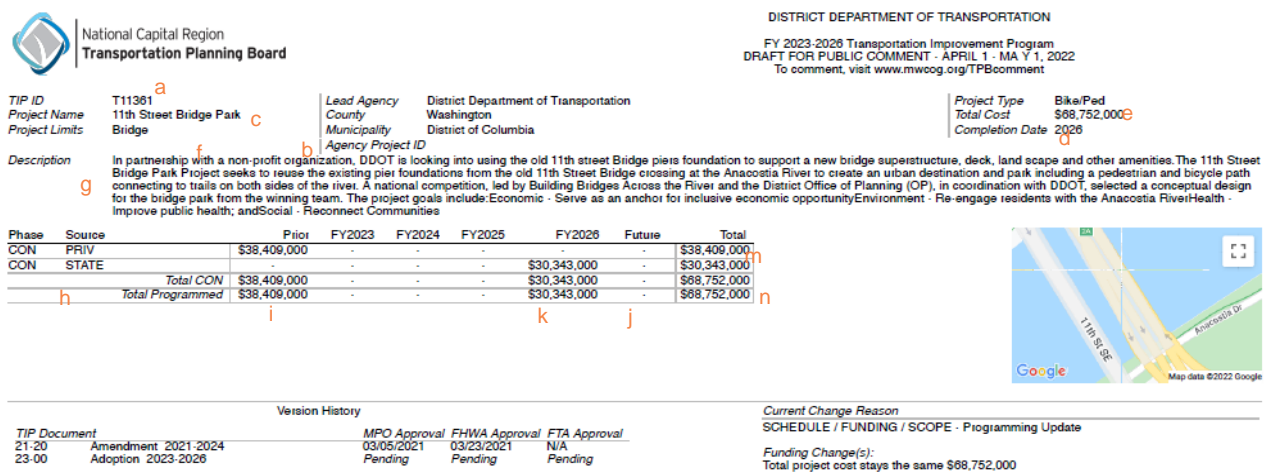 National Capital Region
Transportation Planning Board
DISTRICT DEPARTMENT OF TRANSPORTATION
FY 2023-2026 Transportation Improvement Program
DRAFT FOR PUBLIC COMMENT - APRIL 1 - MA Y 1, 2022
To comment, visit www.mwcog.org/TPBcomment
a
TIP ID T11361 Lead Agency District Department of Transportation Project Type Bike/Ped
Project Name 11th Street Bridge Park c County Washington Total Cost $68,752,000 e
Project Limits Bridge Municipality District of Columbia Completion Date 2026
d
f b Agency Project ID
Description In partnership with a non-profit organization, DDOT is looking into using the old 11th street Bridge piers foundation to support a new bridge superstructure, deck, land scape and other amenities.The 11th Street
Bridge Park Project seeks to reuse the existing pier foundations from the old 11th Street Bridge crossing at the Anacostia River to create an urban destination and park including a pedestrian and bicycle path
g connecting to trails on both sides of the river. A national competition, led by Building Bridges Across the River and the District Office of Planning (OP), in coordination with DDOT, selected a conceptual design
for the bridge park from the winning team. The project goals include:Economic - Serve as an anchor for inclusive economic opportunityEnvironment - Re-engage residents with the Anacostia RiverHealth -
Improve public health; andSocial - Reconnect Communities
Phase Source Prior FY2023 FY2024 FY2025 FY2026 Future Total
CON PRIV $38,409,000 - - - - - $38,409,000 m
CON STATE - - - - $30,343,000 - $30,343,000
Total CON $38,409,000 - - - $30,343,000 - $68,752,000
h Total Programmed $38,409,000 - - - $30,343,000 - $68,752,000 n
i k j
3A
11th St SE
Anacostia Dr
Google
Map data ©2022 Google
Version History
TIP Document MPO Approval FHWA Approval FTA Approval
21-20 Amendment 2021-2024 03/05/2021 03/23/2021 N/A
23-00 Adoption 2023-2026 Pending Pending Pending
Current Change Reason
SCHEDULE / FUNDING / SCOPE - Programming Update
Funding Change(s):
Total project cost stays the same $68,752,000